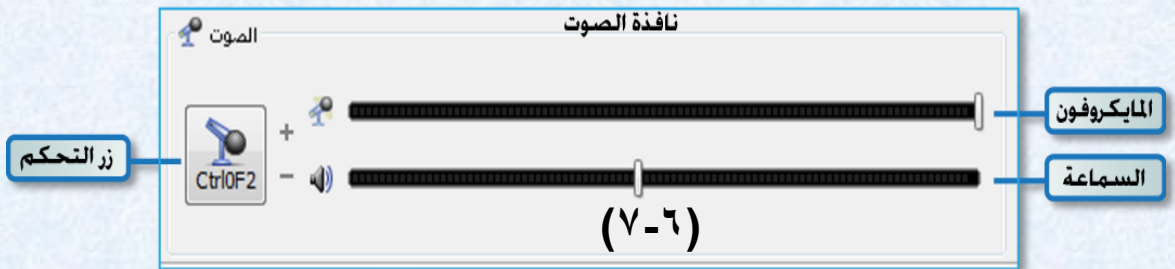 نافذة الصوت
الصوت
المايكروفون
+
زر التحكم
Ctrl0F2
-
السماعة
(٦-٧)